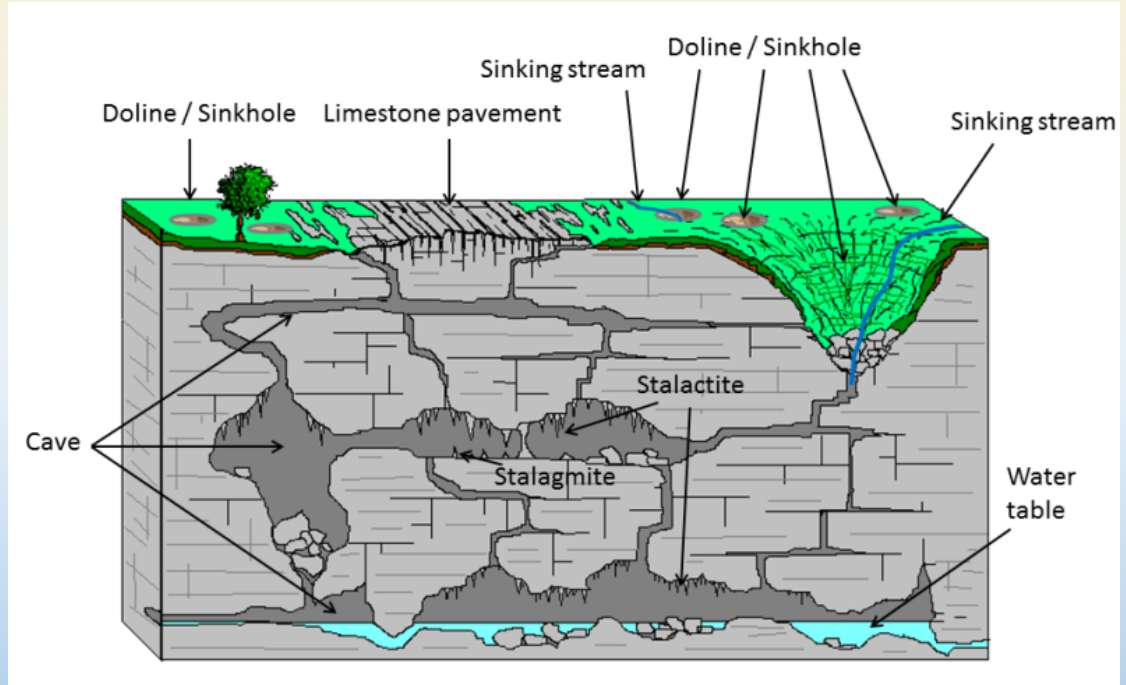 Doline / Sinkhole
Sinking stream
Doline / Sinkhole
Limestone pavement
Sinking stream
Stalactite
Cave
Stalagmite
Water
table